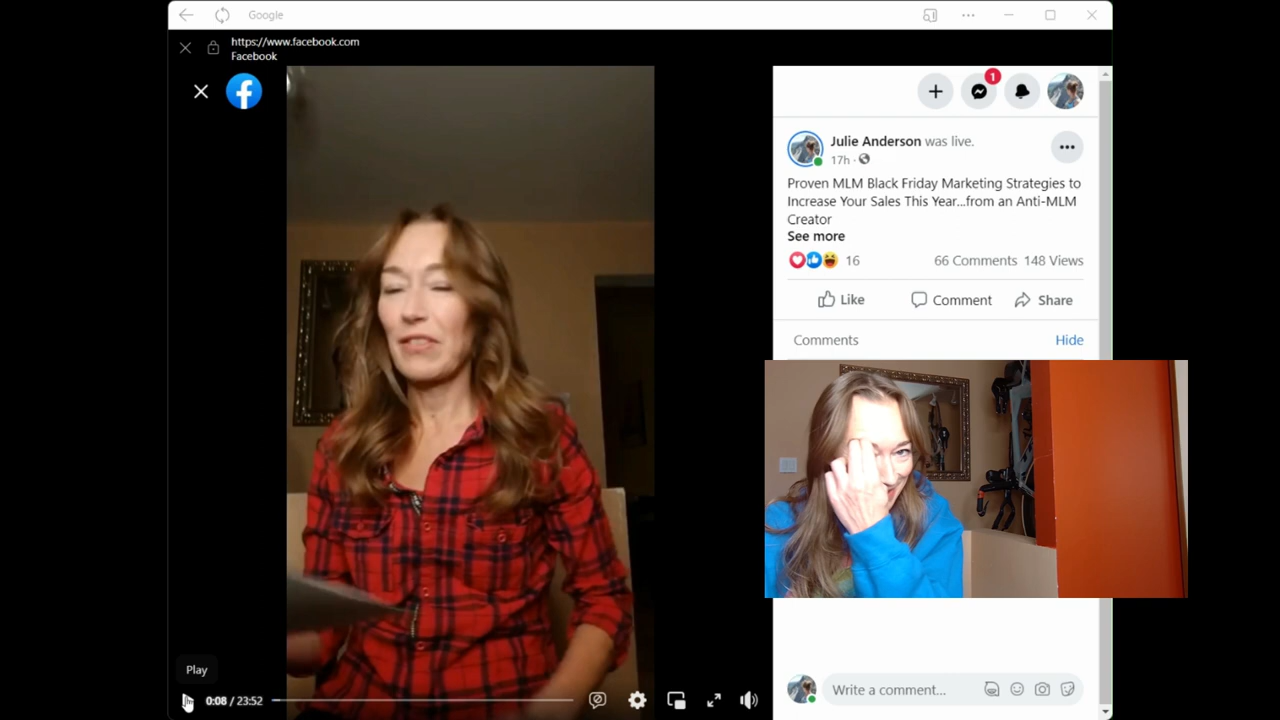 Google
https://www.facebook.com
Facebook
1
Julie Anderson was live.
17h ·
Proven MLM Black Friday Marketing Strategies to
Increase Your Sales This Year...from an Anti-MLM
Creator
See more
16 66 Comments 148 Views
Like Comment Share
Comments Hide
Play
0:08 / 23:52
Write a comment...